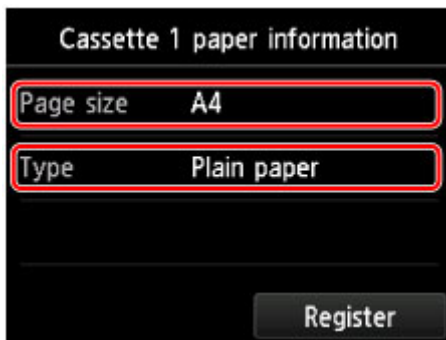 Cassette 1 paper information
Page size A4
Type Plain paper
Register